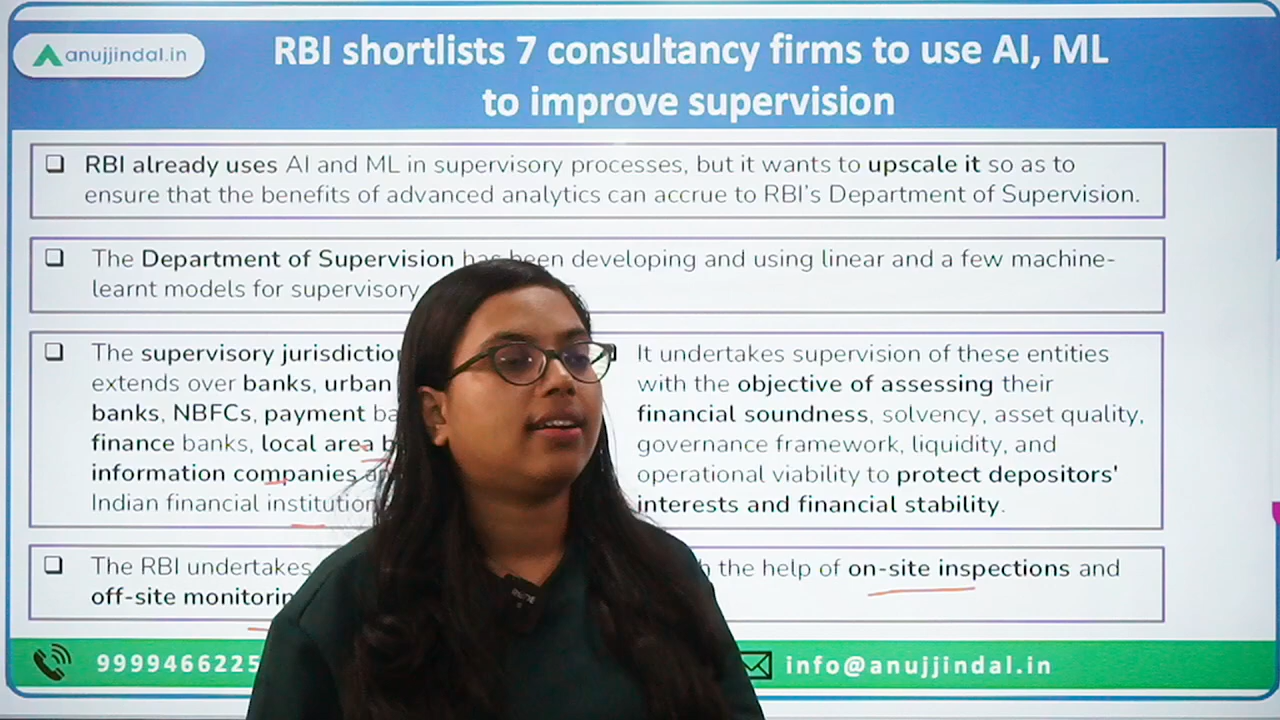 anujjindal.in
RBI shortlists 7 consultancy firms to use AI, ML
to improve supervision
RBI already uses AI and ML in supervisory processes, but it wants to upscale it so as to
ensure that the benefits of advanced analytics can accrue to RBI's Department of Supervision.
The Department of Supervision has been developing and using linear and a few machine-
learnt models for supervisory
The supervisory
extends over banks, urban
banks, NBFCs, payment
finance banks, local area
information companies
Indian financial
It undertakes supervision of these entities
with the objective of assessing their
financial soundness, solvency, asset quality,
governance framework, liquidity, and
operational viability to protect depositors'
interests and financial stability.
The RBI undertakes the help of on-site inspections and
off-site
9999466225
info@anujjindal.in